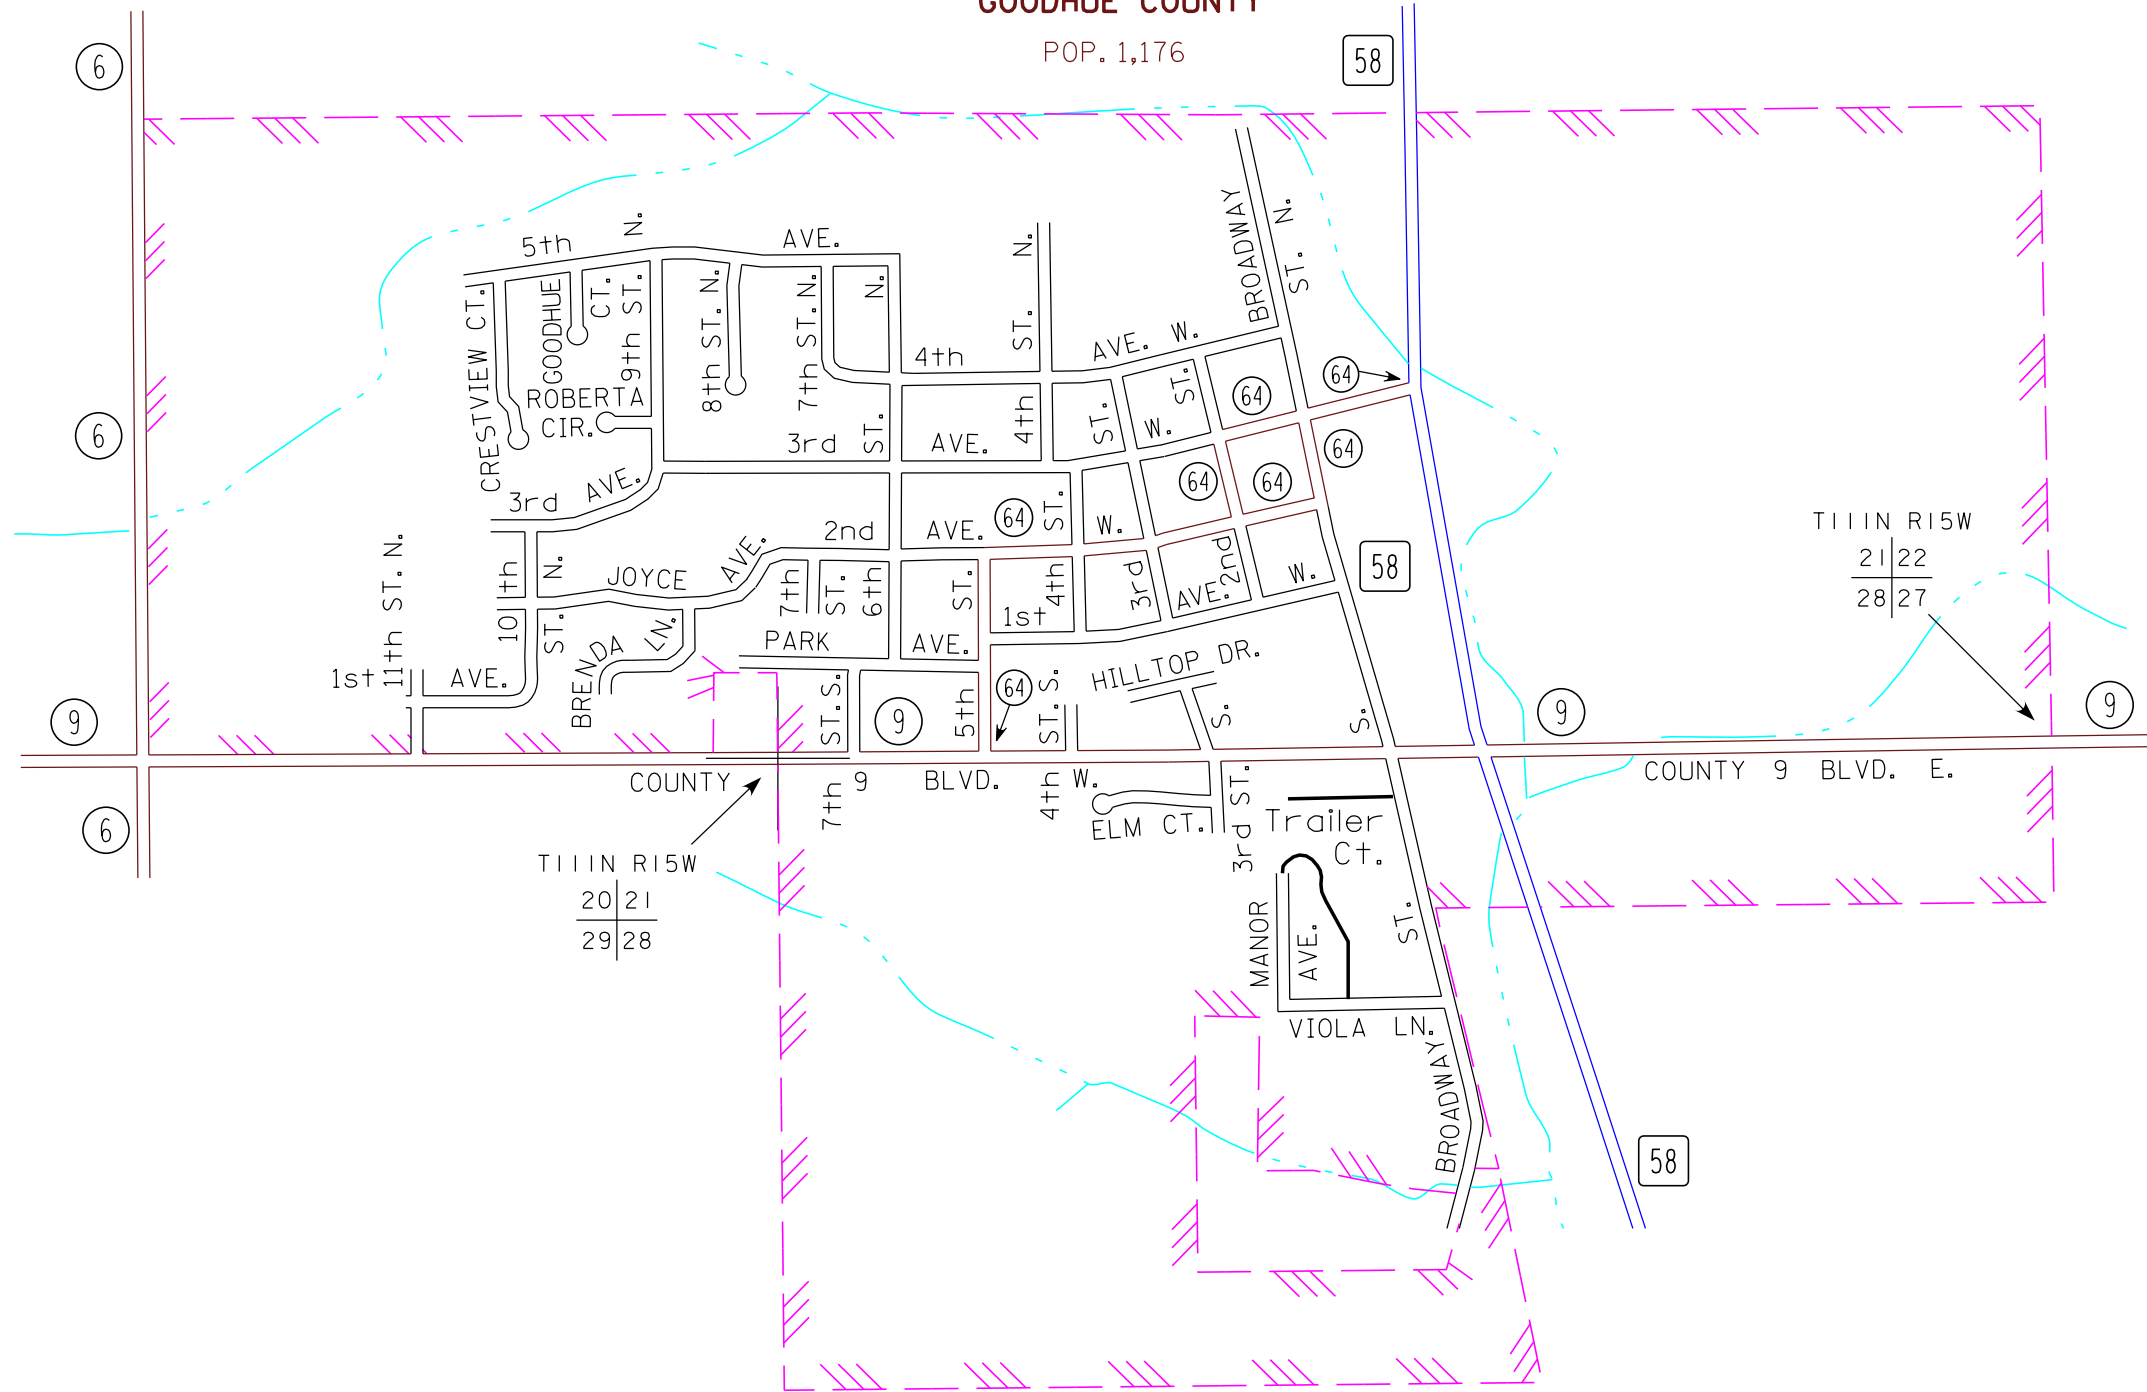 GOODHUE COUNTY
POP. 1,176
6
58
BROADWAY
ST. N.
5th AVE.
N.
N.
CRESTVIEW CT.
GOODHUE CT.
9th ST.
8th ST. N.
7th ST. N.
N.
ST.
4th AVE. W.
ST.
ST.
64
64
64
ROBERTA
CIR.
6
3rd AVE. W.
ST.
4th
64
64
3rd AVE.
64
ST.
2nd AVE. W.
T111N R15W
21 22
28 27
58
11th ST. N.
10th
N.
ST.
JOYCE AVE.
7th
ST.
6th
ST.
4th
3rd
2nd
1st AVE. W.
BRENDA LN.
PARK AVE.
HILLTOP DR.
1st AVE.
9
ST. S.
9
5th
64
ST. S.
S.
S.
9
9
COUNTY 9 BLVD. W.
COUNTY 9 BLVD. E.
7th
4th
ELM CT.
3rd ST.
Trailer
Ct.
6
T111N R15W
20 21
29 28
MANOR
AVE.
ST.
VIOLA LN.
BROADWAY
58